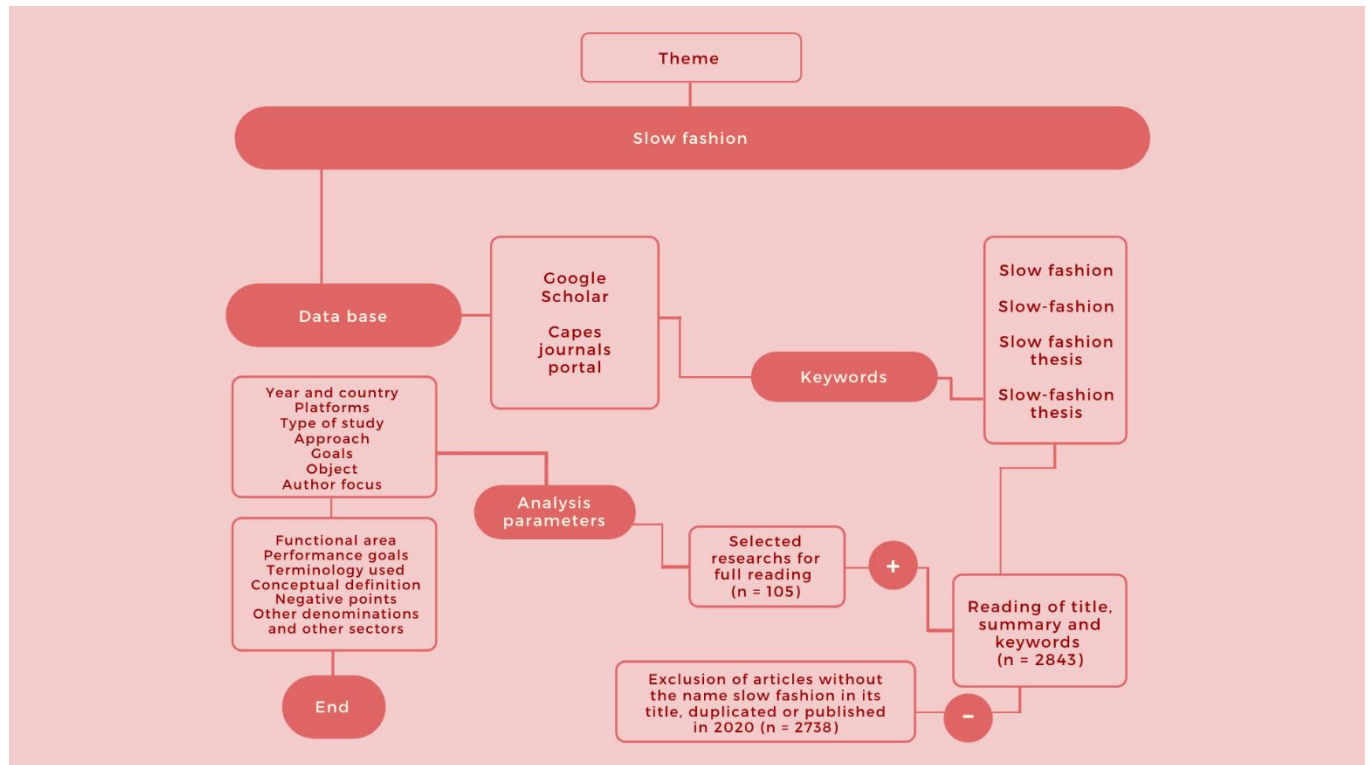 Theme
Slow fashion
Data base
Google
Scholar
Capes
journals
portal
Keywords
Slow fashion
Slow-fashion
Slow fashion
thesis
Slow-fashion
thesis
Reading of title,
summary and
keywords
(n = 2843)
-
Exclusion of articles without
the name slow fashion in its
title, duplicated or published
in 2020 (n = 2738)
+
Selected
researchs for
full reading
(n = 105)
Analysis
parameters
Year and country
Platforms
Type of study
Approach
Goals
Object
Author focus
Functional area
Performance goals
Terminology used
Conceptual definition
Negative points
Other denominations
and other sectors
End